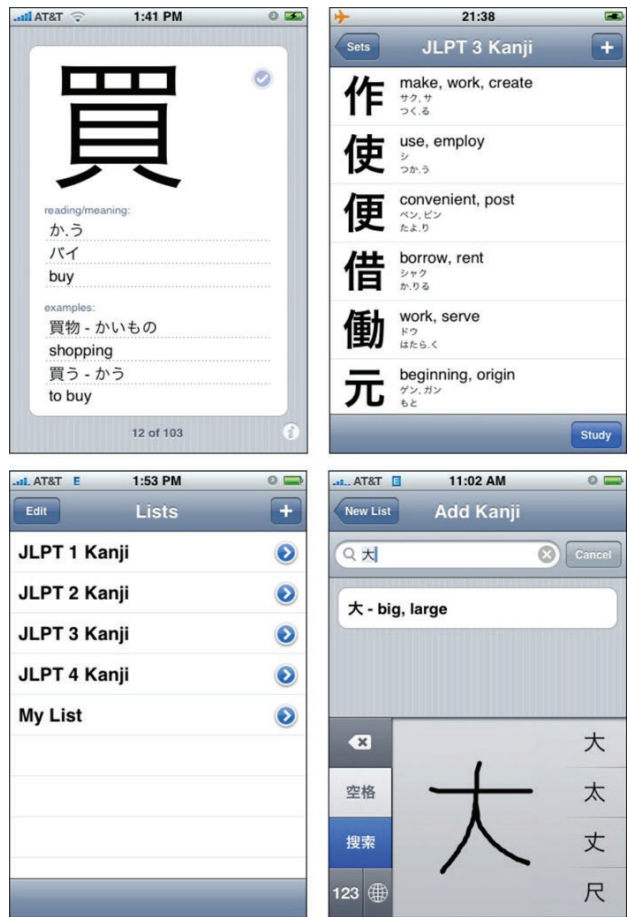 AT&T 1:41 PM
買
reading/meaning:
か.う
バイ
buy
examples:
買物 - かいもの
shopping
買う - かう
to buy
12 of 103
21:38
Sets JLPT 3 Kanji +
作 make, work, create
サク, サ
つく.る
使 use, employ
シ
つか.う
便 convenient, post
ベン, ビン
たよ.り
借 borrow, rent
シャク
か.りる
働 work, serve
ドウ
はたら.く
元 beginning, origin
ゲン, ガン
もと
Study
AT&T E 1:53 PM
Edit Lists +
JLPT 1 Kanji
JLPT 2 Kanji
JLPT 3 Kanji
JLPT 4 Kanji
My List
AT&T E 11:02 AM
New List Add Kanji
大 Cancel
大 - big, large
大
大
空格 太
搜索 丈
123 尺